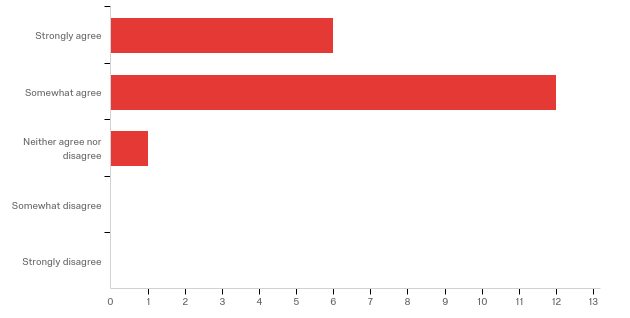 Strongly agree
Somewhat agree
Neither agree nor
disagree
Somewhat disagree
Strongly disagree
0 1 2 3 4 5 6 7 8 9 10 11 12 13